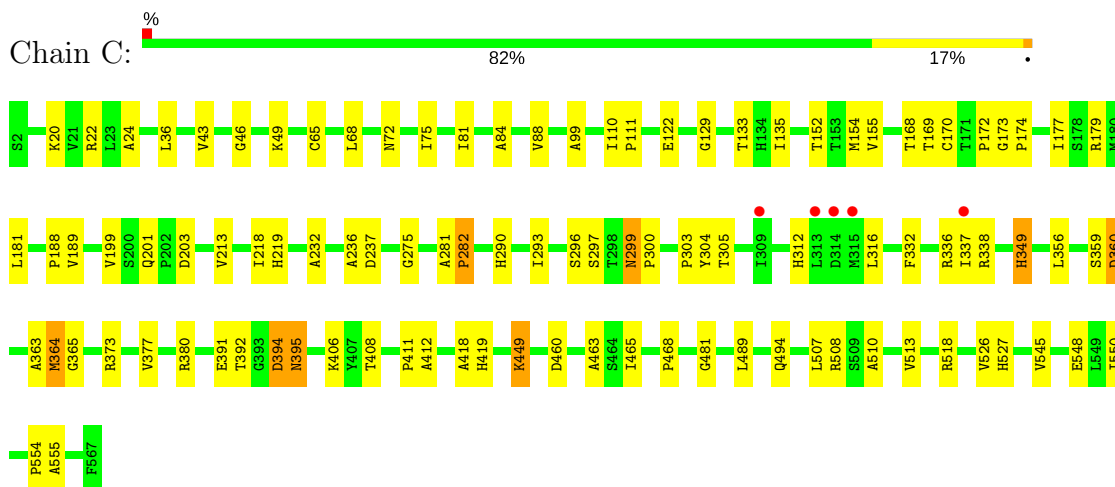 %
Chain C:
82% 17% •
S2 K20 V21 R22 L23 A24 L36 V43 G46 K49 C65 L68 N72 I75 I81 A84 V88 A99 I110 P111 E122 G129 T133 H134 I135 T152 T153 M154 V155 T168 T169 C170 T171 P172 G173 P174 I177 S178 R179 M180
L181 P188 V189 V199 S200 Q201 P202 D203 V213 I218 H219 A232 A236 D237 G275 A281 P282 H290 I293 S296 S297 T298 N299 P300 P303 Y304 T305 I309 H312 L313 D314 M315 L316 F332 R336 I337 R338 H349 L356 S359 D360
A363 M364 G365 R373 V377 R380 E391 T392 G393 D394 N395 K406 Y407 T408 P411 A412 A418 H419 K449 D460 A463 S464 I465 P468 G481 L489 Q494 L507 R508 S509 A510 V513 R518 V526 H527 V545 E548 L549 I550
P554 A555 F567